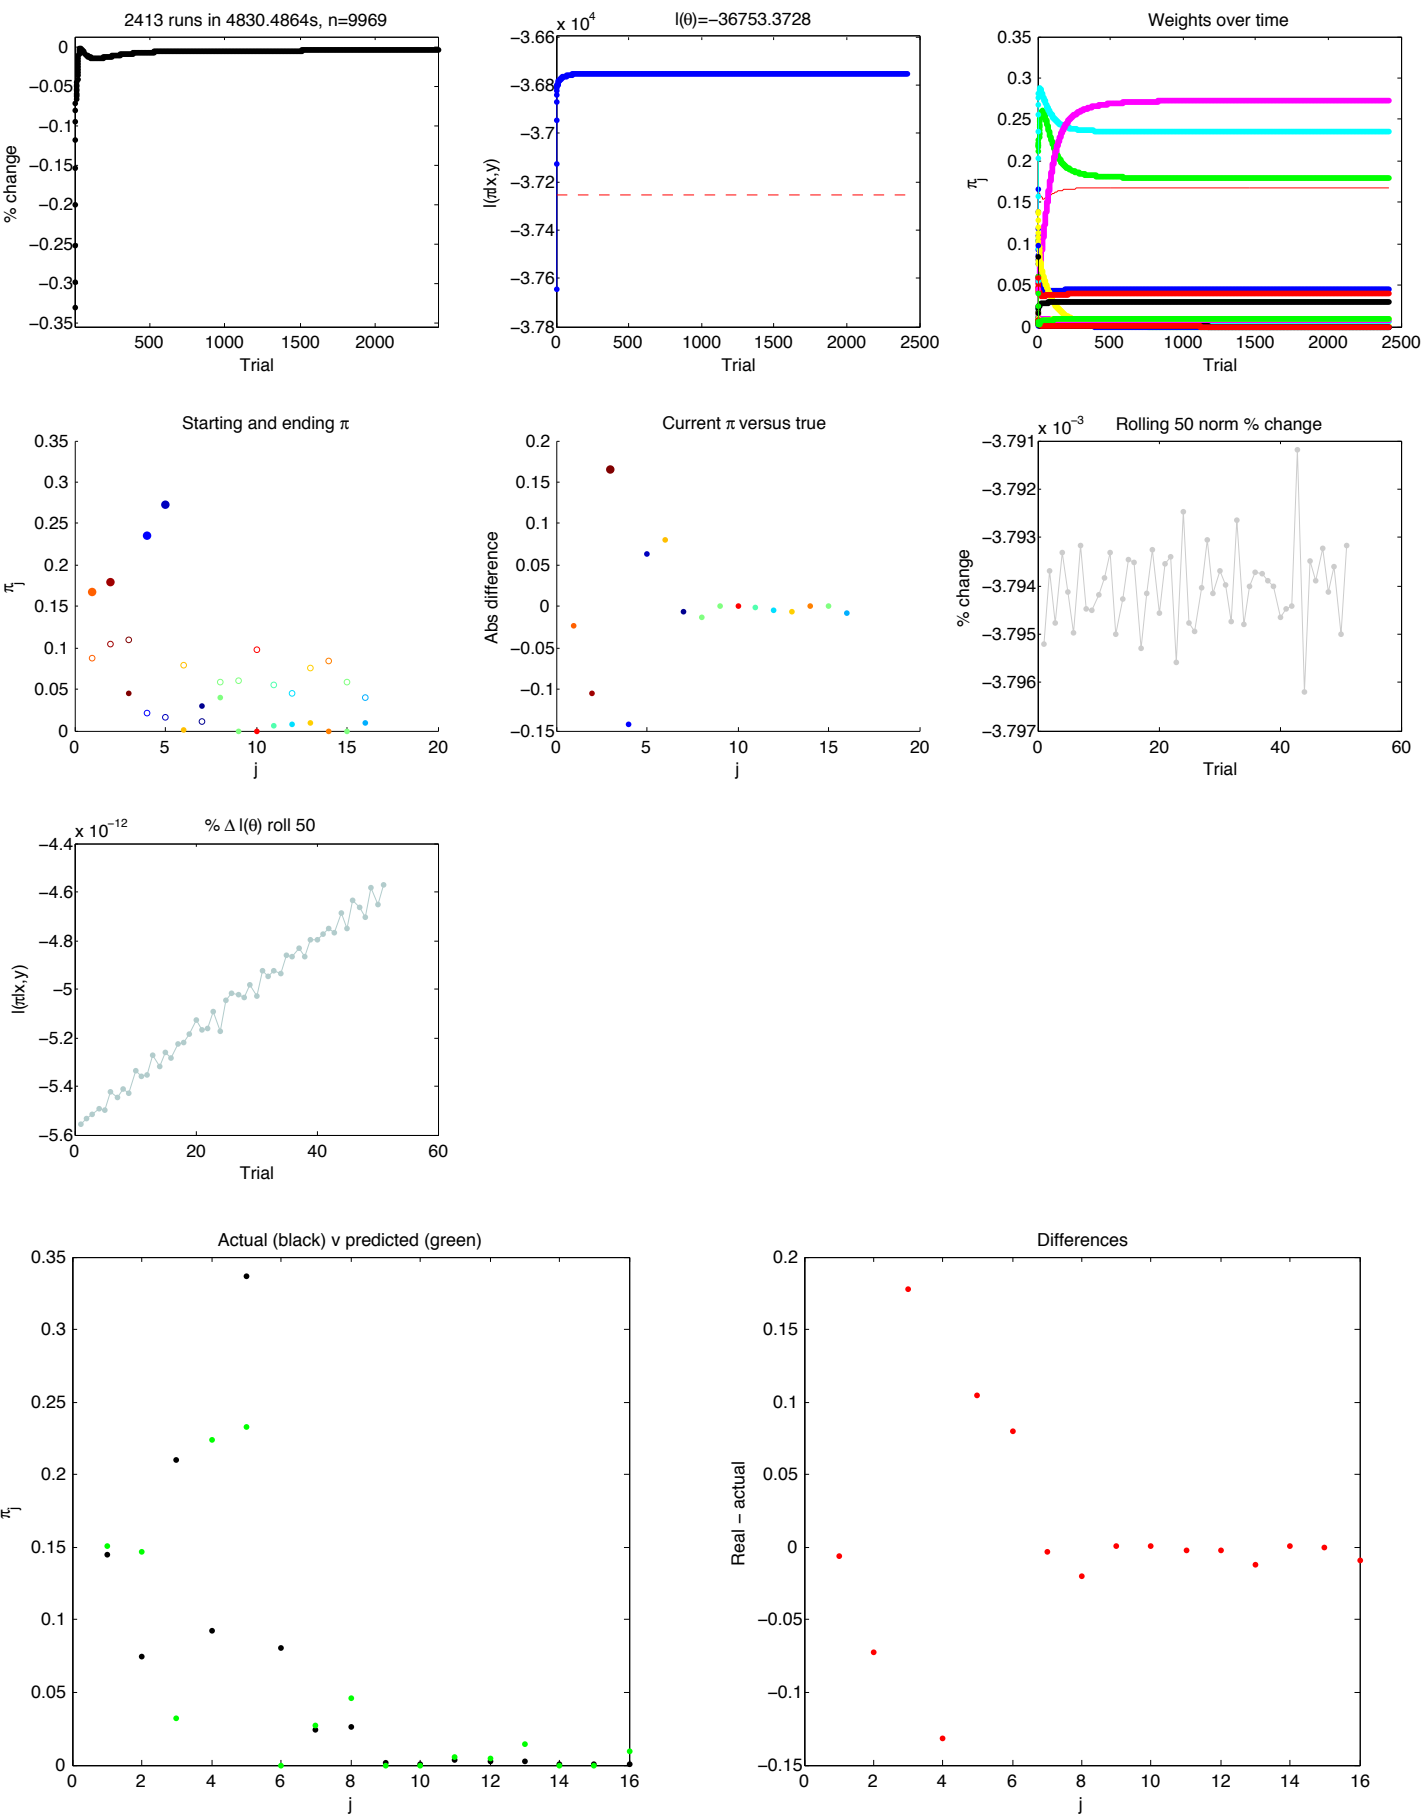 2413 runs in 4830.4864s, n=9969
0
−0.05
−0.1
−0.15
−0.2
−0.25
−0.3
−0.35
% change
500 1000 1500 2000
Trial
l(θ)=−36753.3728
x 10^4
−3.66
−3.68
−3.7
−3.72
−3.74
−3.76
−3.78
l(π|x,y)
0 500 1000 1500 2000 2500
Trial
Weights over time
0.35
0.3
0.25
0.2
0.15
0.1
0.05
0
π_j
0 500 1000 1500 2000 2500
Trial
Starting and ending π
0.35
0.3
0.25
0.2
0.15
0.1
0.05
0
π_j
0 5 10 15 20
j
Current π versus true
0.2
0.15
0.1
0.05
0
−0.05
−0.1
−0.15
Abs difference
0 5 10 15 20
j
Rolling 50 norm % change
x 10^−3
−3.791
−3.792
−3.793
−3.794
−3.795
−3.796
−3.797
% change
0 20 40 60
Trial
% Δ l(θ) roll 50
x 10^−12
−4.4
−4.6
−4.8
−5
−5.2
−5.4
−5.6
l(π|x,y)
0 20 40 60
Trial
Actual (black) v predicted (green)
0.35
0.3
0.25
0.2
0.15
0.1
0.05
0
π_j
0 2 4 6 8 10 12 14 16
j
Differences
0.2
0.15
0.1
0.05
0
−0.05
−0.1
−0.15
Real − actual
0 2 4 6 8 10 12 14 16
j